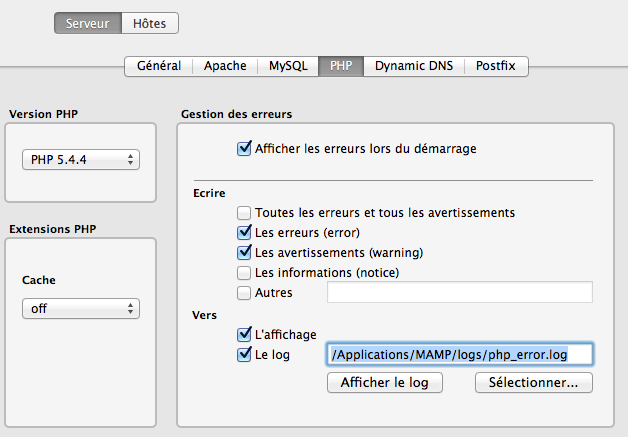 Serveur Hôtes
Général Apache MySQL PHP Dynamic DNS Postfix
Version PHP
PHP 5.4.4
Extensions PHP
Cache
off
Gestion des erreurs
Afficher les erreurs lors du démarrage
Ecrire
Toutes les erreurs et tous les avertissements
Les erreurs (error)
Les avertissements (warning)
Les informations (notice)
Autres
Vers
L'affichage
Le log /Applications/MAMP/logs/php_error.log
Afficher le log Sélectionner...